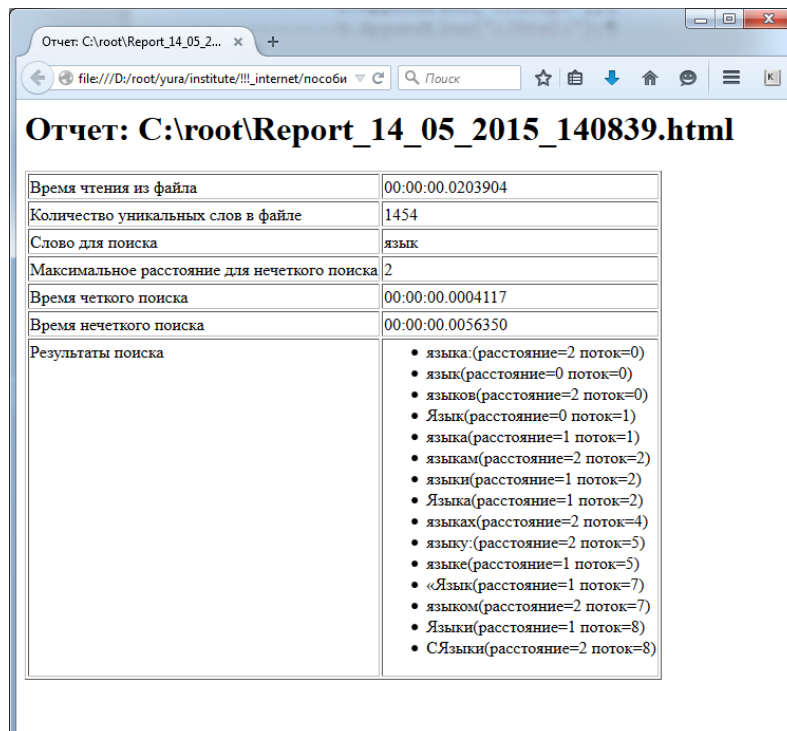 Отчет: C:\root\Report_14_05_2...
file:///D:/root/yura/institute/!!!_internet/пособи
Поиск
K
Отчет: C:\root\Report_14_05_2015_140839.html
Время чтения из файла 00:00:00.0203904
Количество уникальных слов в файле 1454
Слово для поиска язык
Максимальное расстояние для нечеткого поиска 2
Время четкого поиска 00:00:00.0004117
Время нечеткого поиска 00:00:00.0056350
Результаты поиска
языка:(расстояние=2 поток=0)
язык(расстояние=0 поток=0)
языков(расстояние=2 поток=0)
Язык(расстояние=0 поток=1)
языка(расстояние=1 поток=1)
языкам(расстояние=2 поток=2)
языки(расстояние=1 поток=2)
Языка(расстояние=1 поток=2)
языках(расстояние=2 поток=4)
языку:(расстояние=2 поток=5)
языке(расстояние=1 поток=5)
«Язык(расстояние=1 поток=7)
языком(расстояние=2 поток=7)
Языки(расстояние=1 поток=8)
СЯзыки(расстояние=2 поток=8)